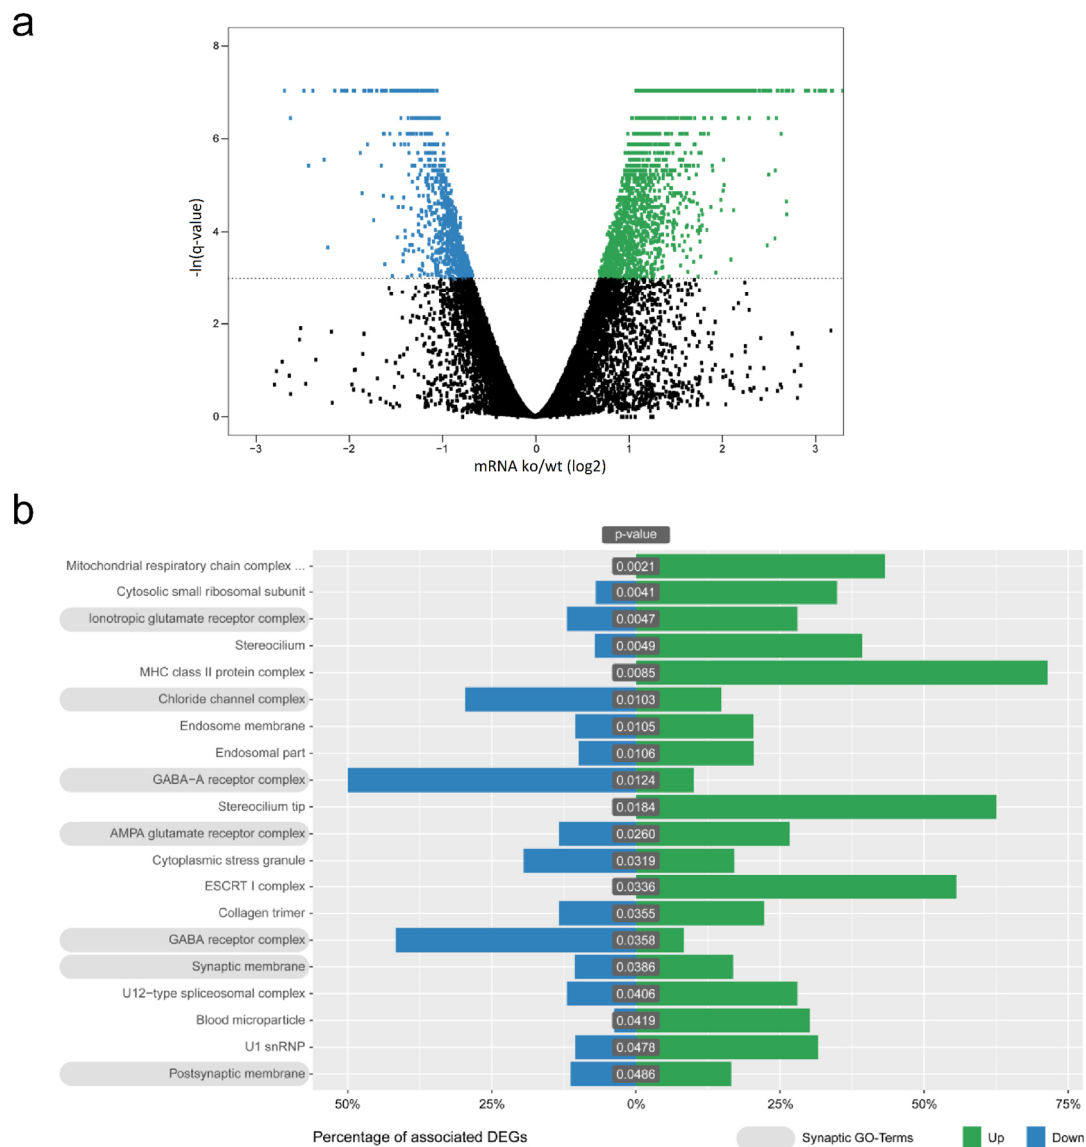 a
8
6
4
2
0
-ln(q-value)
−3 −2 −1 0 1 2 3
mRNA ko/wt (log2)
b
p-value
Mitochondrial respiratory chain complex ... 0.0021
Cytosolic small ribosomal subunit 0.0041
Ionotropic glutamate receptor complex 0.0047
Stereocilium 0.0049
MHC class II protein complex 0.0085
Chloride channel complex 0.0103
Endosome membrane 0.0105
Endosomal part 0.0106
GABA−A receptor complex 0.0124
Stereocilium tip 0.0184
AMPA glutamate receptor complex 0.0260
Cytoplasmic stress granule 0.0319
ESCRT I complex 0.0336
Collagen trimer 0.0355
GABA receptor complex 0.0358
Synaptic membrane 0.0386
U12−type spliceosomal complex 0.0406
Blood microparticle 0.0419
U1 snRNP 0.0478
Postsynaptic membrane 0.0486
50% 25% 0% 25% 50% 75%
Percentage of associated DEGs Synaptic GO-Terms Up Down